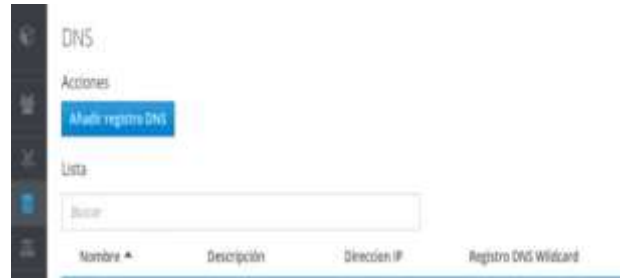 DNS
Acciones
Añadir registro DNS
Lista
Buscar
Nombre ▲ Descripción Direccion IP Registro DNS Wildcard